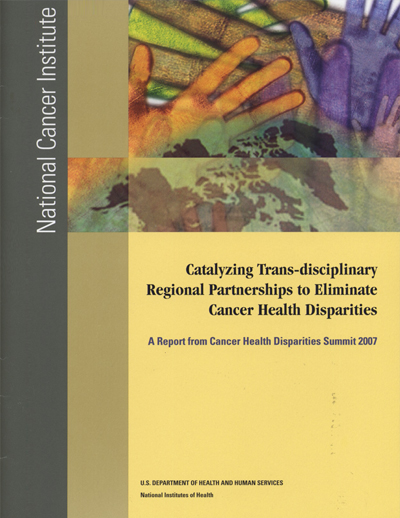 National Cancer Institute
Catalyzing Trans-disciplinary
Regional Partnerships to Eliminate
Cancer Health Disparities
A Report from Cancer Health Disparities Summit 2007
U.S. DEPARTMENT OF HEALTH AND HUMAN SERVICES
National Institutes of Health